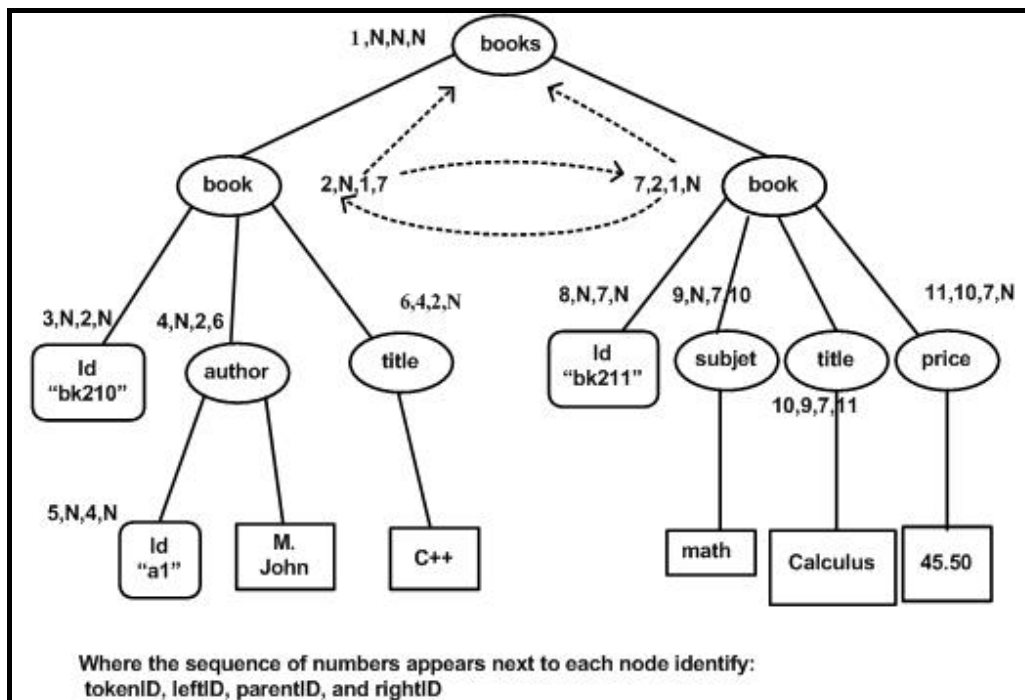 1,N,N,N
books
book
2,N,1,7
7,2,1,N
book
3,N,2,N
4,N,2,6
6,4,2,N
8,N,7,N
9,N,7,10
11,10,7,N
Id
“bk210”
author
title
Id
“bk211”
subjet
title
price
10,9,7,11
5,N,4,N
Id
“a1”
M.
John
C++
math
Calculus
45.50
Where the sequence of numbers appears next to each node identify:
tokenID, leftID, parentID, and rightID